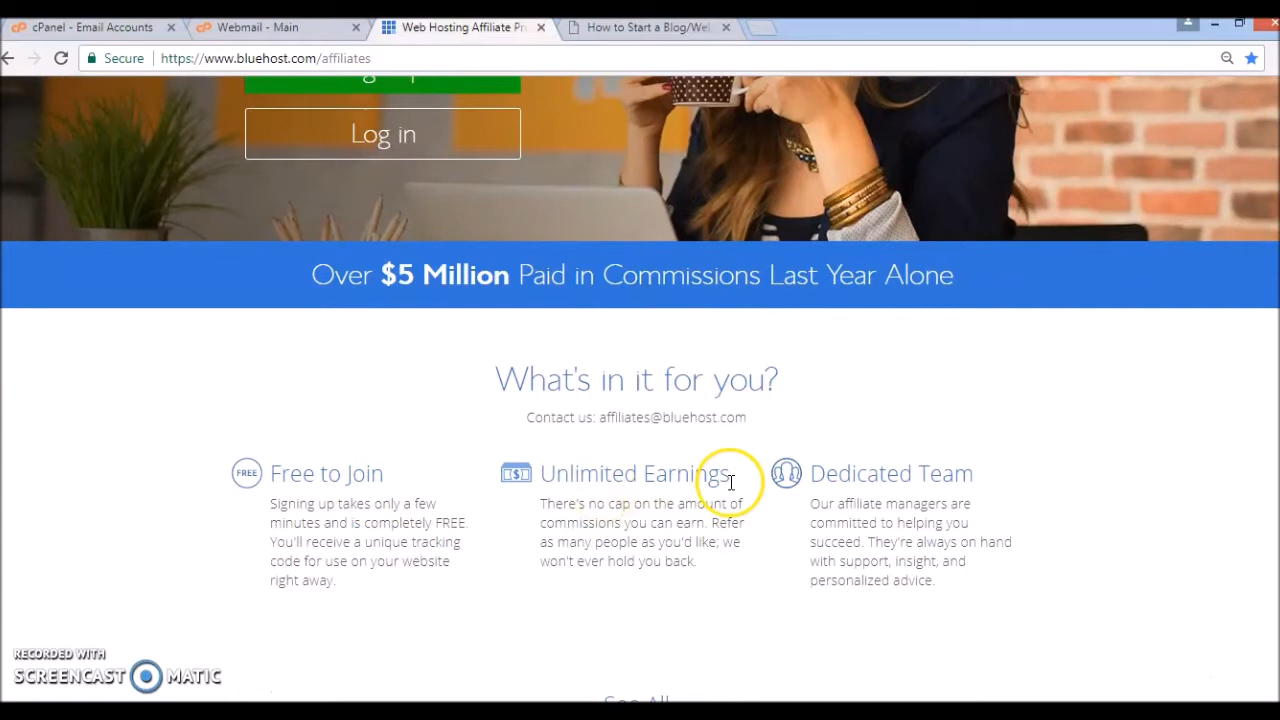 cPanel - Email Accounts
Webmail - Main
Web Hosting Affiliate Pr
How to Start a Blog/We
Secure
https://www.bluehost.com/affiliates
Log in
Over $5 Million Paid in Commissions Last Year Alone
What's in it for you?
Contact us: affiliates@bluehost.com
FREE
Free to Join
Signing up takes only a few
minutes and is completely FREE.
You'll receive a unique tracking
code for use on your website
right away.
$
Unlimited Earnings
There's no cap on the amount of
commissions you can earn. Refer
as many people as you'd like; we
won't ever hold you back.
Dedicated Team
Our affiliate managers are
committed to helping you
succeed. They're always on hand
with support, insight, and
personalized advice.
RECORDED WITH
SCREENCAST MATIC
See All